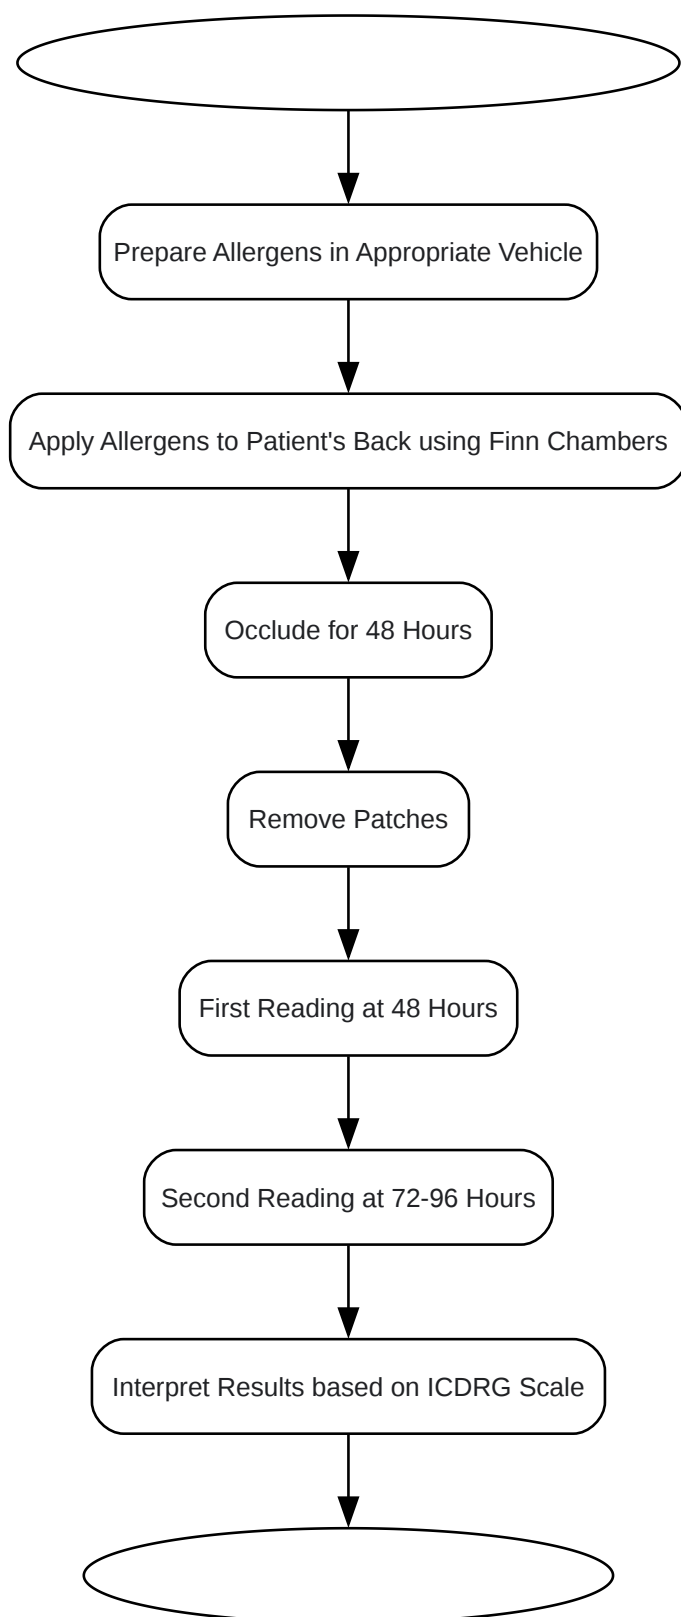 Prepare Allergens in Appropriate Vehicle
Apply Allergens to Patient's Back using Finn Chambers
Occlude for 48 Hours
Remove Patches
First Reading at 48 Hours
Second Reading at 72-96 Hours
Interpret Results based on ICDRG Scale